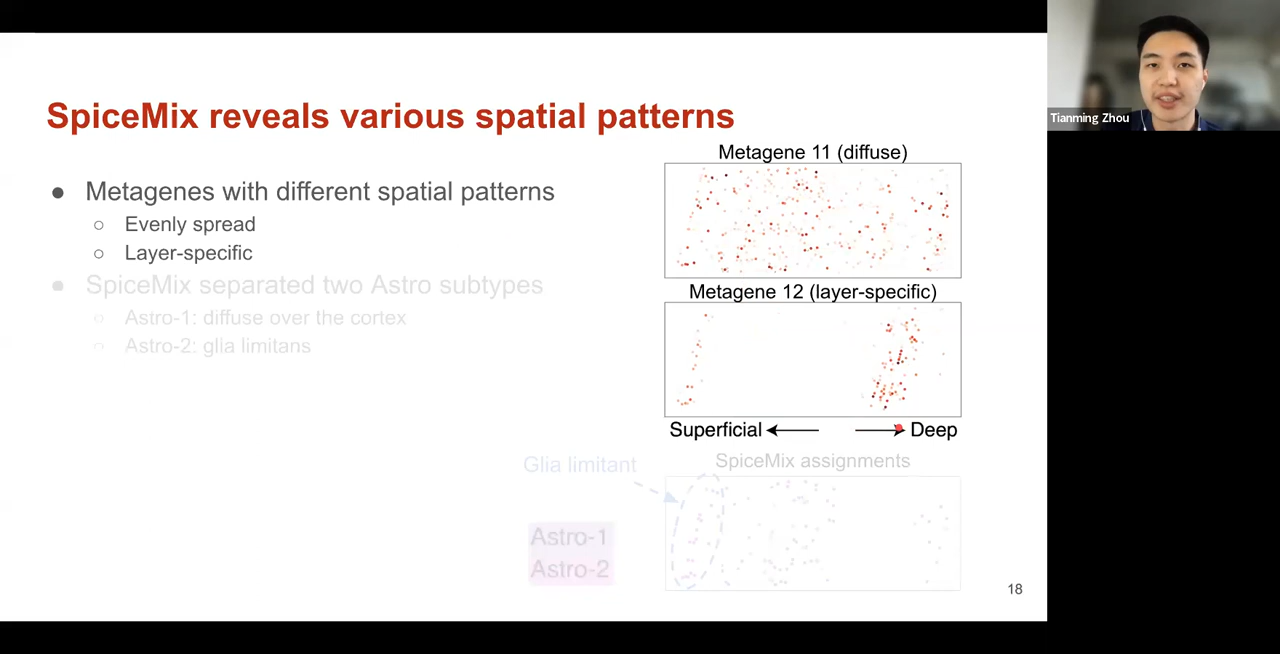 SpiceMix reveals various spatial patterns
● Metagenes with different spatial patterns
○ Evenly spread
○ Layer-specific
● SpiceMix separated two Astro subtypes
○ Astro-1: diffuse over the cortex
○ Astro-2: glia limitans
Metagene 11 (diffuse)
Metagene 12 (layer-specific)
Superficial
Deep
SpiceMix assignments
Glia limitant
Astro-1
Astro-2
18
Tianming Zhou